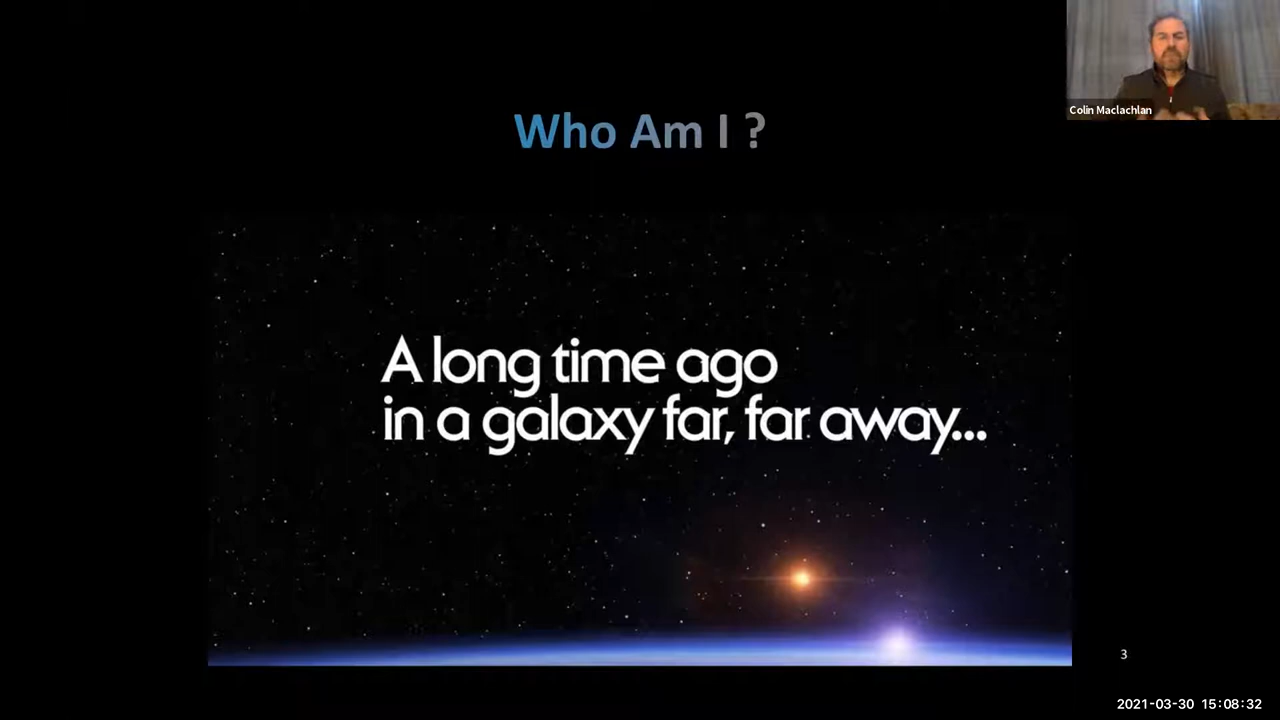 Colin Maclachlan
Who Am I ?
A long time ago
in a galaxy far, far away...
3
2021-03-30 15:08:32